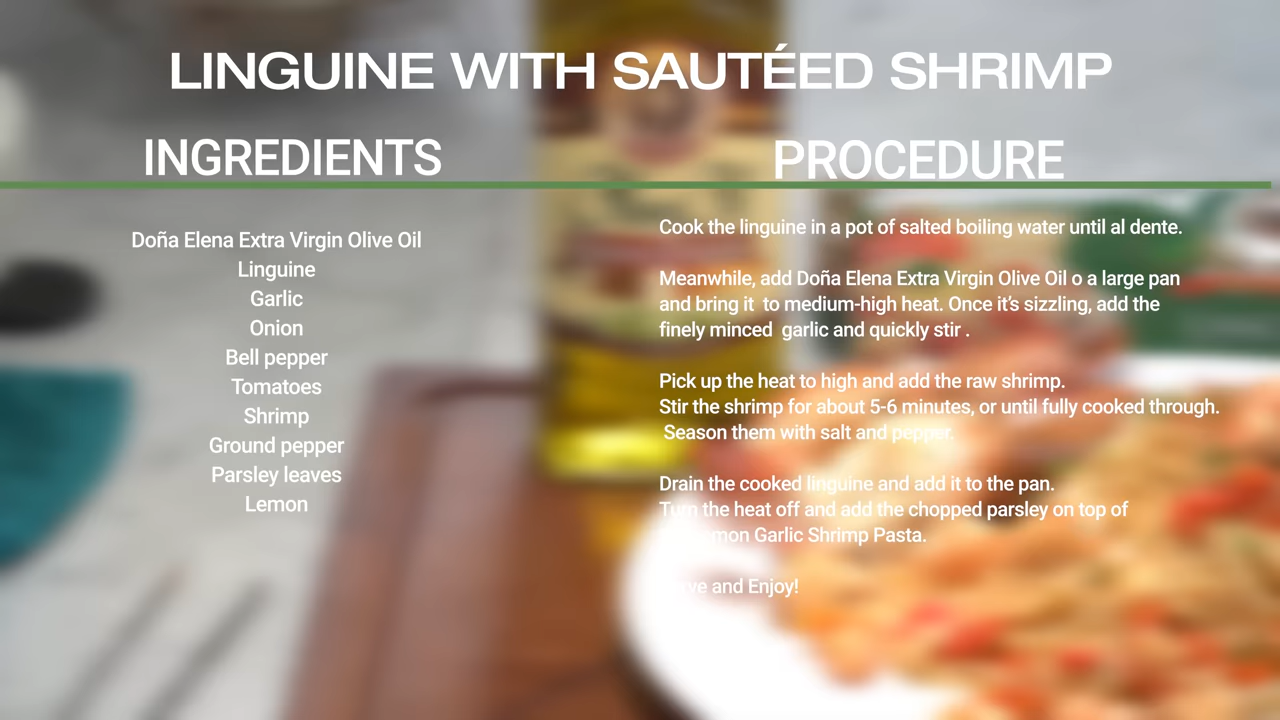 LINGUINE WITH SAUTÉED SHRIMP
INGREDIENTS
Doña Elena Extra Virgin Olive Oil
Linguine
Garlic
Onion
Bell pepper
Tomatoes
Shrimp
Ground pepper
Parsley leaves
Lemon
PROCEDURE
Cook the linguine in a pot of salted boiling water until al dente.
Meanwhile, add Doña Elena Extra Virgin Olive Oil o a large pan
and bring it to medium-high heat. Once it's sizzling, add the
finely minced garlic and quickly stir .
Pick up the heat to high and add the raw shrimp.
Stir the shrimp for about 5-6 minutes, or until fully cooked through.
Season them with salt and pepper.
Drain the cooked linguine and add it to the pan.
Turn the heat off and add the chopped parsley on top of
Garlic Shrimp Pasta.
and Enjoy!